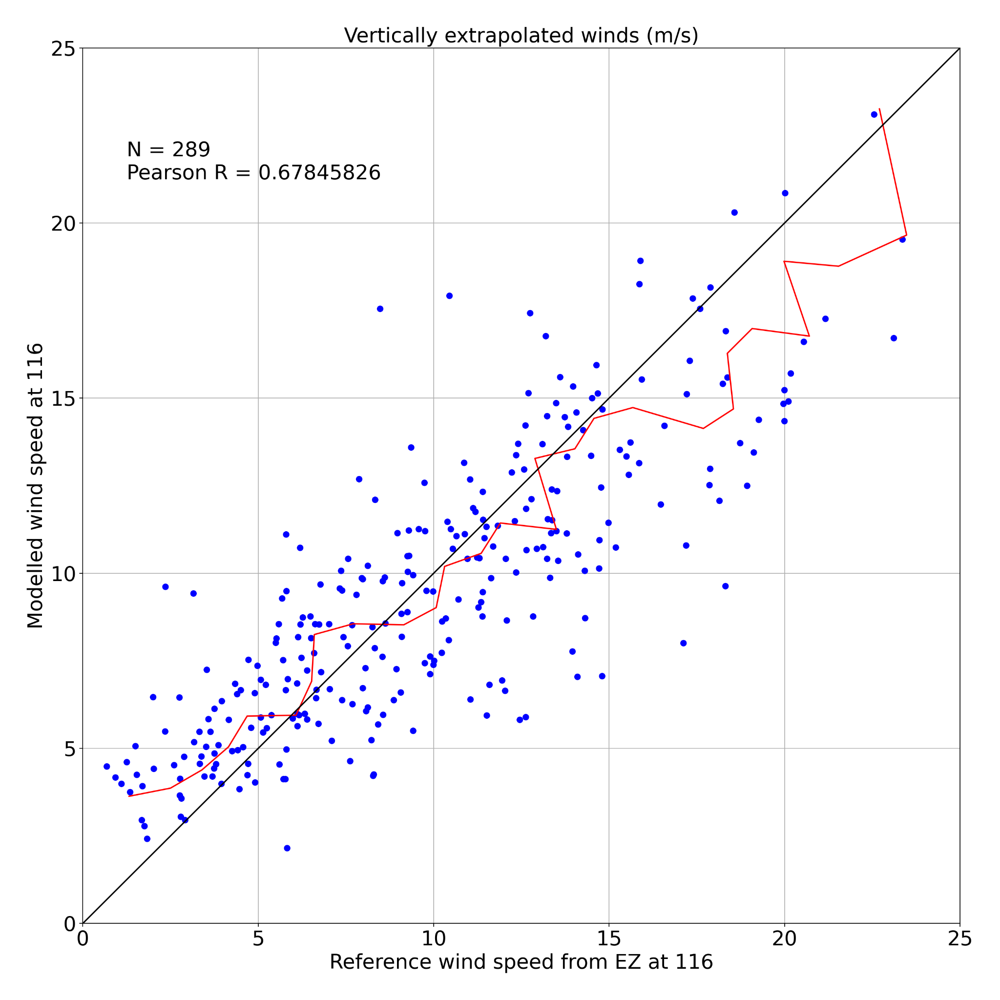 Vertically extrapolated winds (m/s)
25
N = 289
Pearson R = 0.67845826
20
15
10
5
0
Modelled wind speed at 116
0 5 10 15 20 25
Reference wind speed from EZ at 116